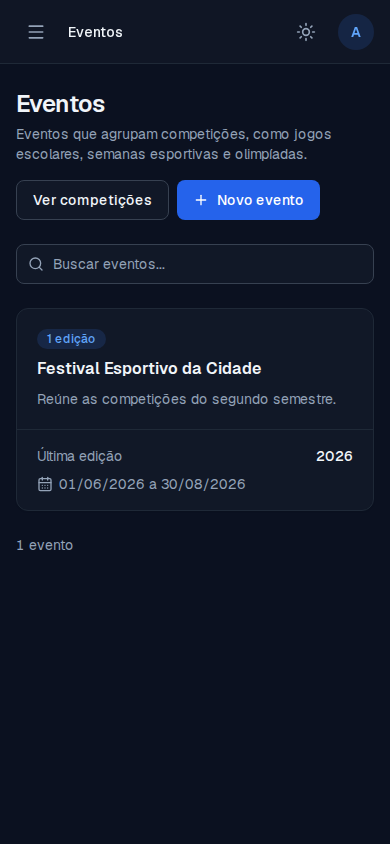 Eventos
A
Eventos
Eventos que agrupam competições, como jogos
escolares, semanas esportivas e olimpíadas.
Ver competições
Novo evento
Buscar eventos...
1 edição
Festival Esportivo da Cidade
Reúne as competições do segundo semestre.
Última edição
2026
01/06/2026 a 30/08/2026
1 evento